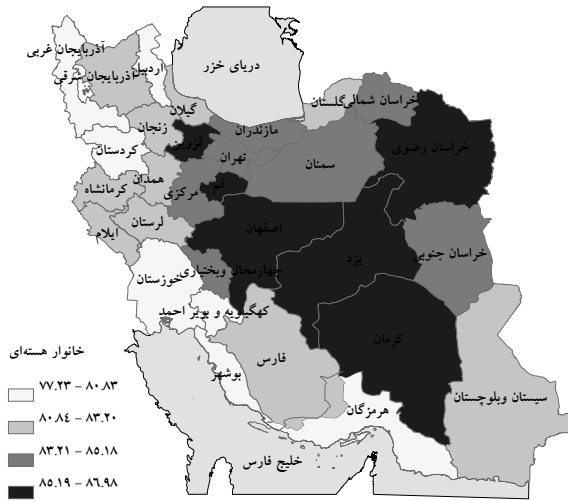 آذربایجان غربی
اردبیل
آذربایجان شرقی
دریای خزر
گیلان
گلستان
خراسان شمالی
زنجان
قزوین
مازندران
خراسان رضوی
کردستان
تهران
سمنان
همدان
کرمانشاه
مرکزی
قم
لرستان
ایلام
اصفهان
یزد
خراسان جنوبی
چهارمحال وبختیاری
خوزستان
کهگیلویه و بویر احمد
کرمان
فارس
بوشهر
سیستان وبلوچستان
هرمزگان
خلیج فارس
خانوار هسته‌ای
۷۷.۲۳ - ۸۰.۸۳
۸۰.۸۴ - ۸۳.۲۰
۸۳.۲۱ - ۸۵.۱۸
۸۵.۱۹ - ۸۶.۹۸